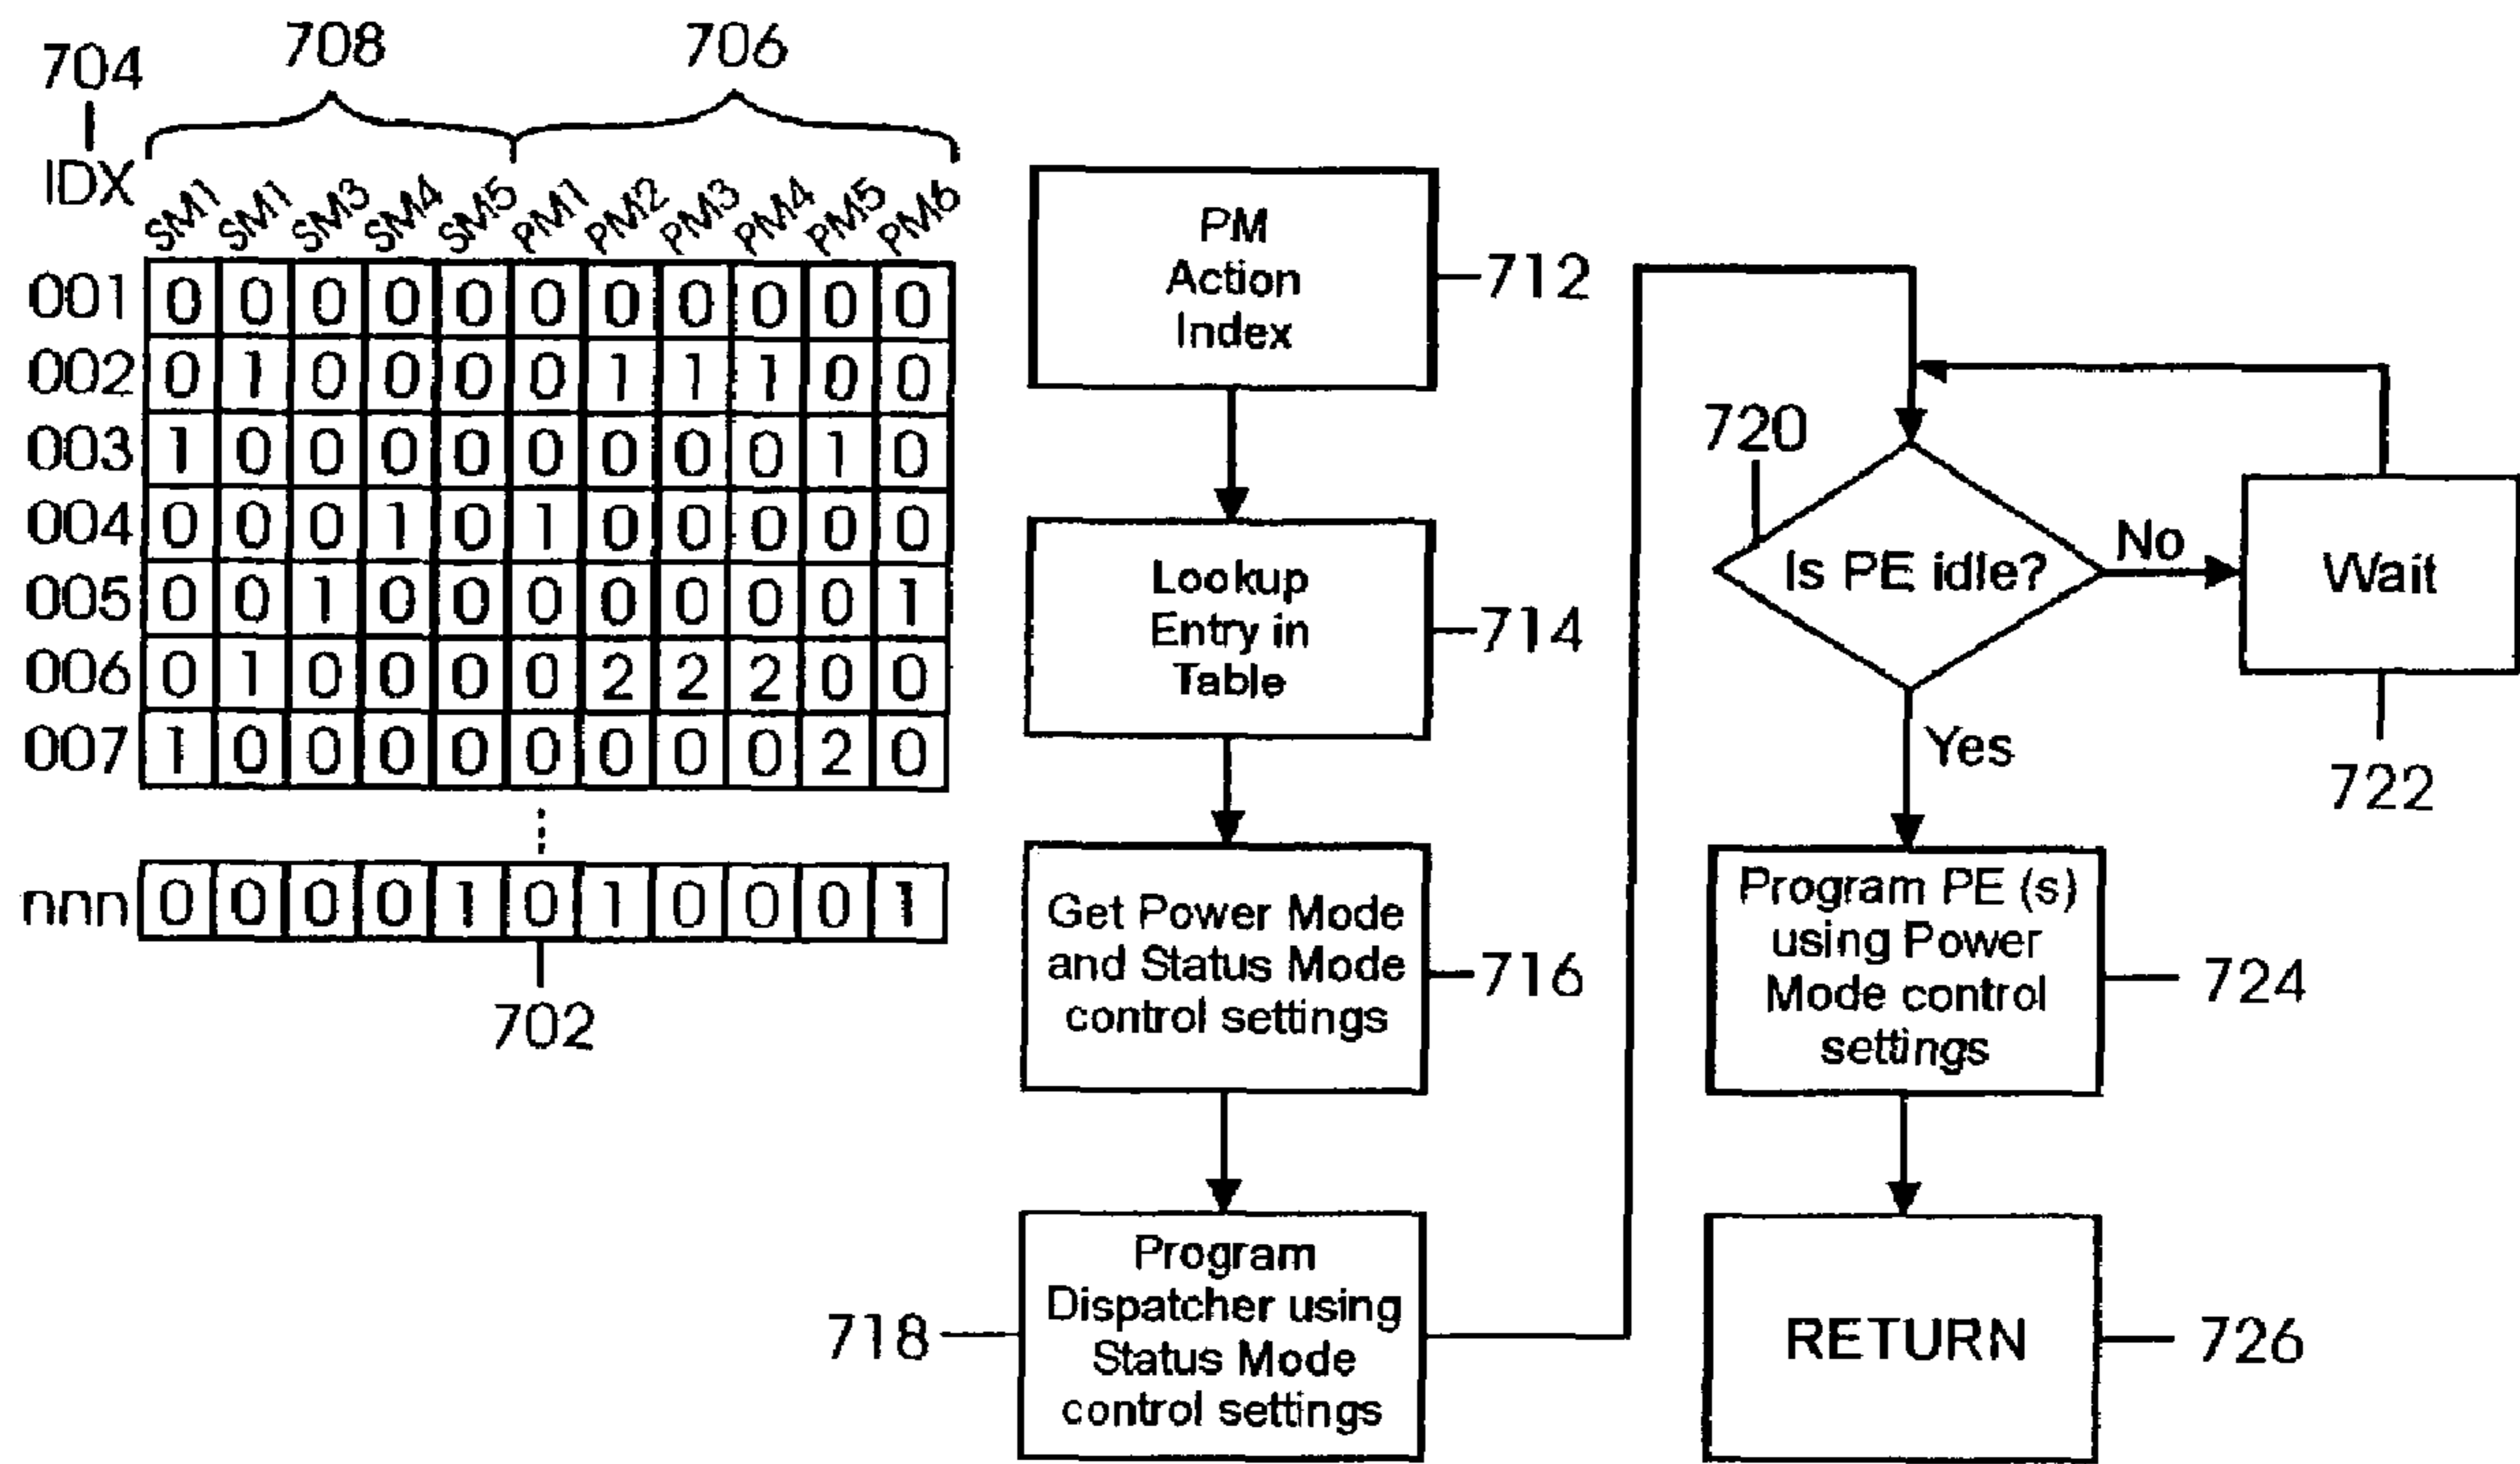 704
708
706
IDX
SM1 SM1 SM3 SM4 SM5 PM1 PM2 PM3 PM4 PM5 PM6
001 0 0 0 0 0 0 0 0 0 0 0
002 0 1 0 0 0 0 1 1 1 0 0
003 1 0 0 0 0 0 0 0 0 1 0
004 0 0 0 1 0 1 0 0 0 0 0
005 0 0 1 0 0 0 0 0 0 0 1
006 0 1 0 0 0 0 2 2 2 0 0
007 1 0 0 0 0 0 0 0 0 2 0
nnn 0 0 0 0 1 0 1 0 0 0 1
702
PM
Action
Index
712
Lookup
Entry in
Table
714
Get Power Mode
and Status Mode
control settings
716
Program
Dispatcher using
Status Mode
control settings
718
720
Is PE idle?
No
Wait
722
Yes
Program PE (s)
using Power
Mode control
settings
724
RETURN
726